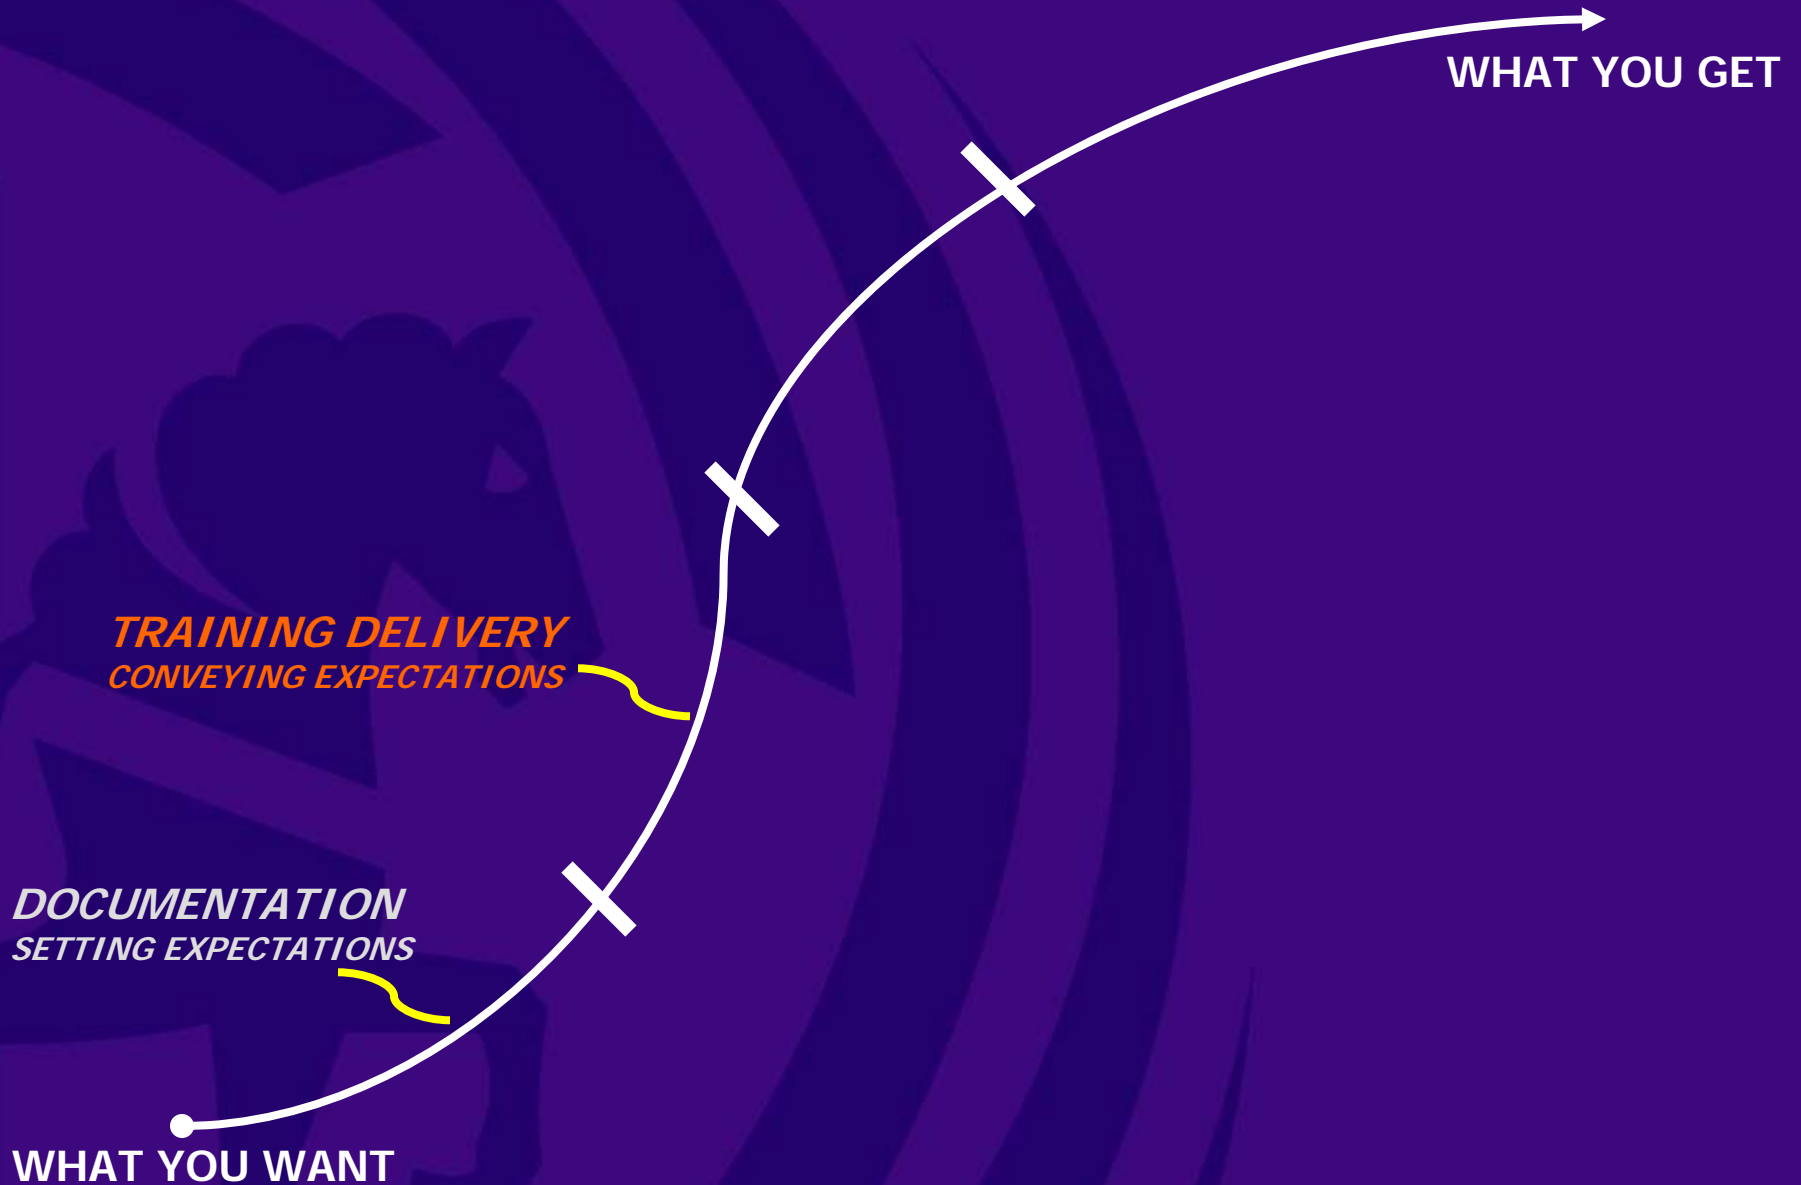 WHAT YOU GET
TRAINING DELIVERY
CONVEYING EXPECTATIONS
DOCUMENTATION
SETTING EXPECTATIONS
WHAT YOU WANT